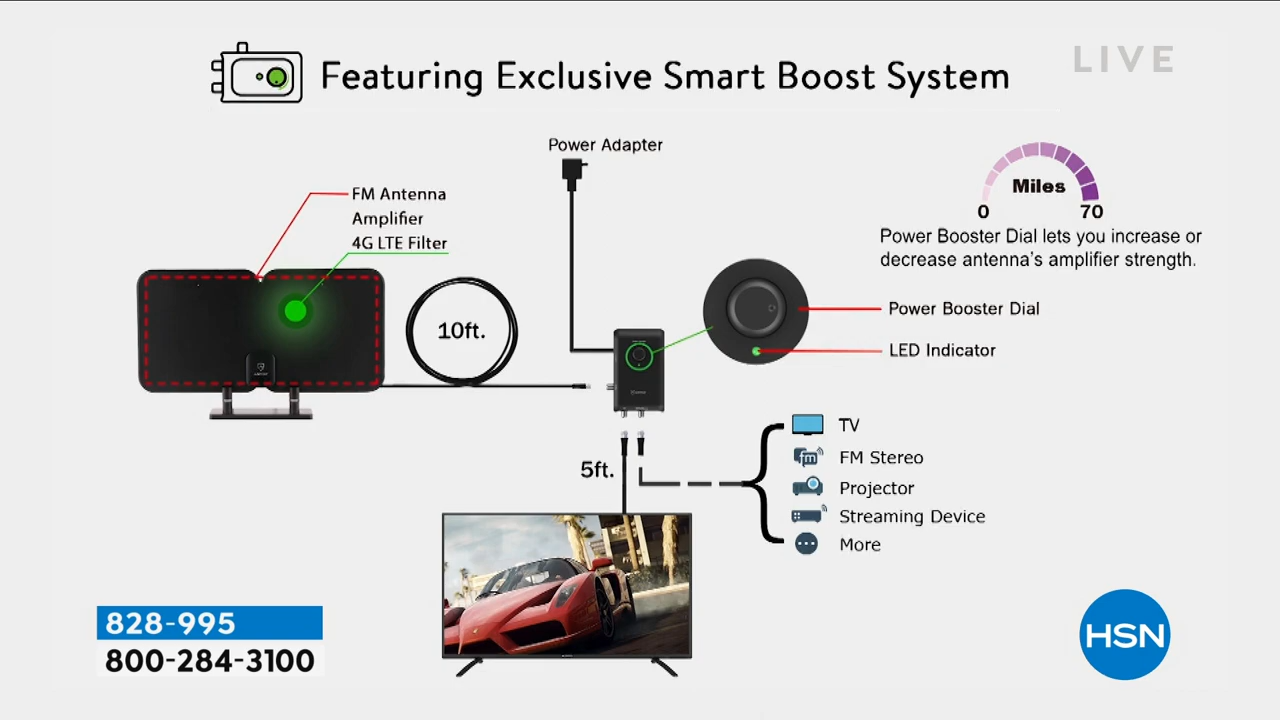 Featuring Exclusive Smart Boost System
LIVE
Power Adapter
FM Antenna
Amplifier
4G LTE Filter
Miles
0
70
Power Booster Dial lets you increase or
decrease antenna's amplifier strength.
10ft.
Power Booster Dial
LED Indicator
5ft.
TV
fm
FM Stereo
Projector
Streaming Device
More
828-995
800-284-3100
HSN